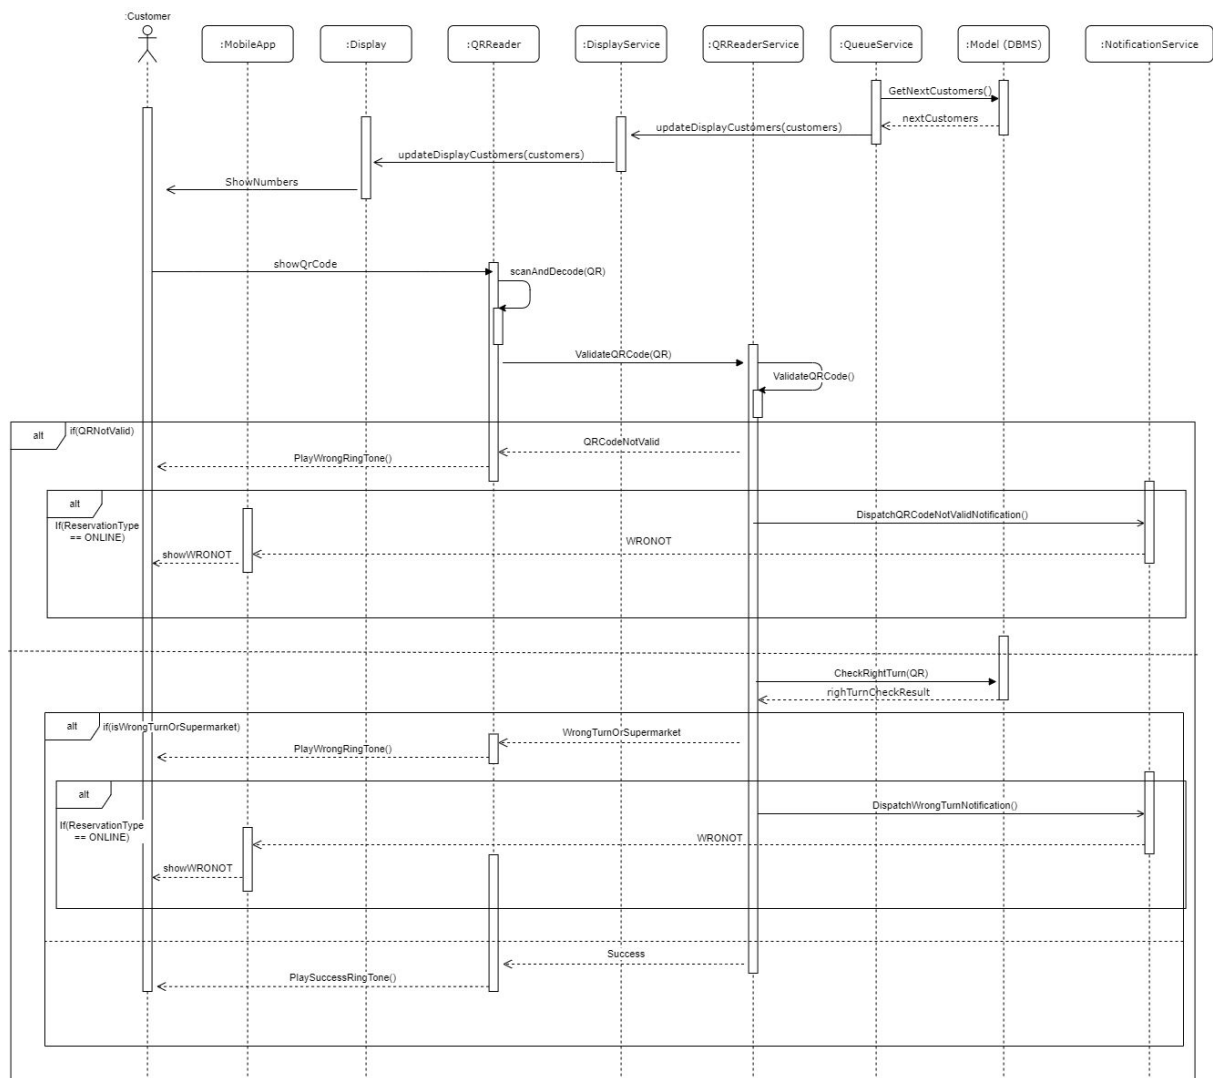 :Customer
:MobileApp
:Display
:QRReader
:DisplayService
:QRReaderService
:QueueService
:Model (DBMS)
:NotificationService
GetNextCustomers()
nextCustomers
updateDisplayCustomers(customers)
updateDisplayCustomers(customers)
ShowNumbers
showQrCode
scanAndDecode(QR)
ValidateQRCode(QR)
ValidateQRCode()
alt
if(QRNotValid)
QRCodeNotValid
PlayWrongRingTone()
alt
If(ReservationType
== ONLINE)
DispatchQRCodeNotValidNotification()
WRONOT
showWRONOT
CheckRightTurn(QR)
righTurnCheckResult
alt
if(isWrongTurnOrSupermarket)
WrongTurnOrSupermarket
PlayWrongRingTone()
alt
If(ReservationType
== ONLINE)
DispatchWrongTurnNotification()
WRONOT
showWRONOT
Success
PlaySuccessRingTone()